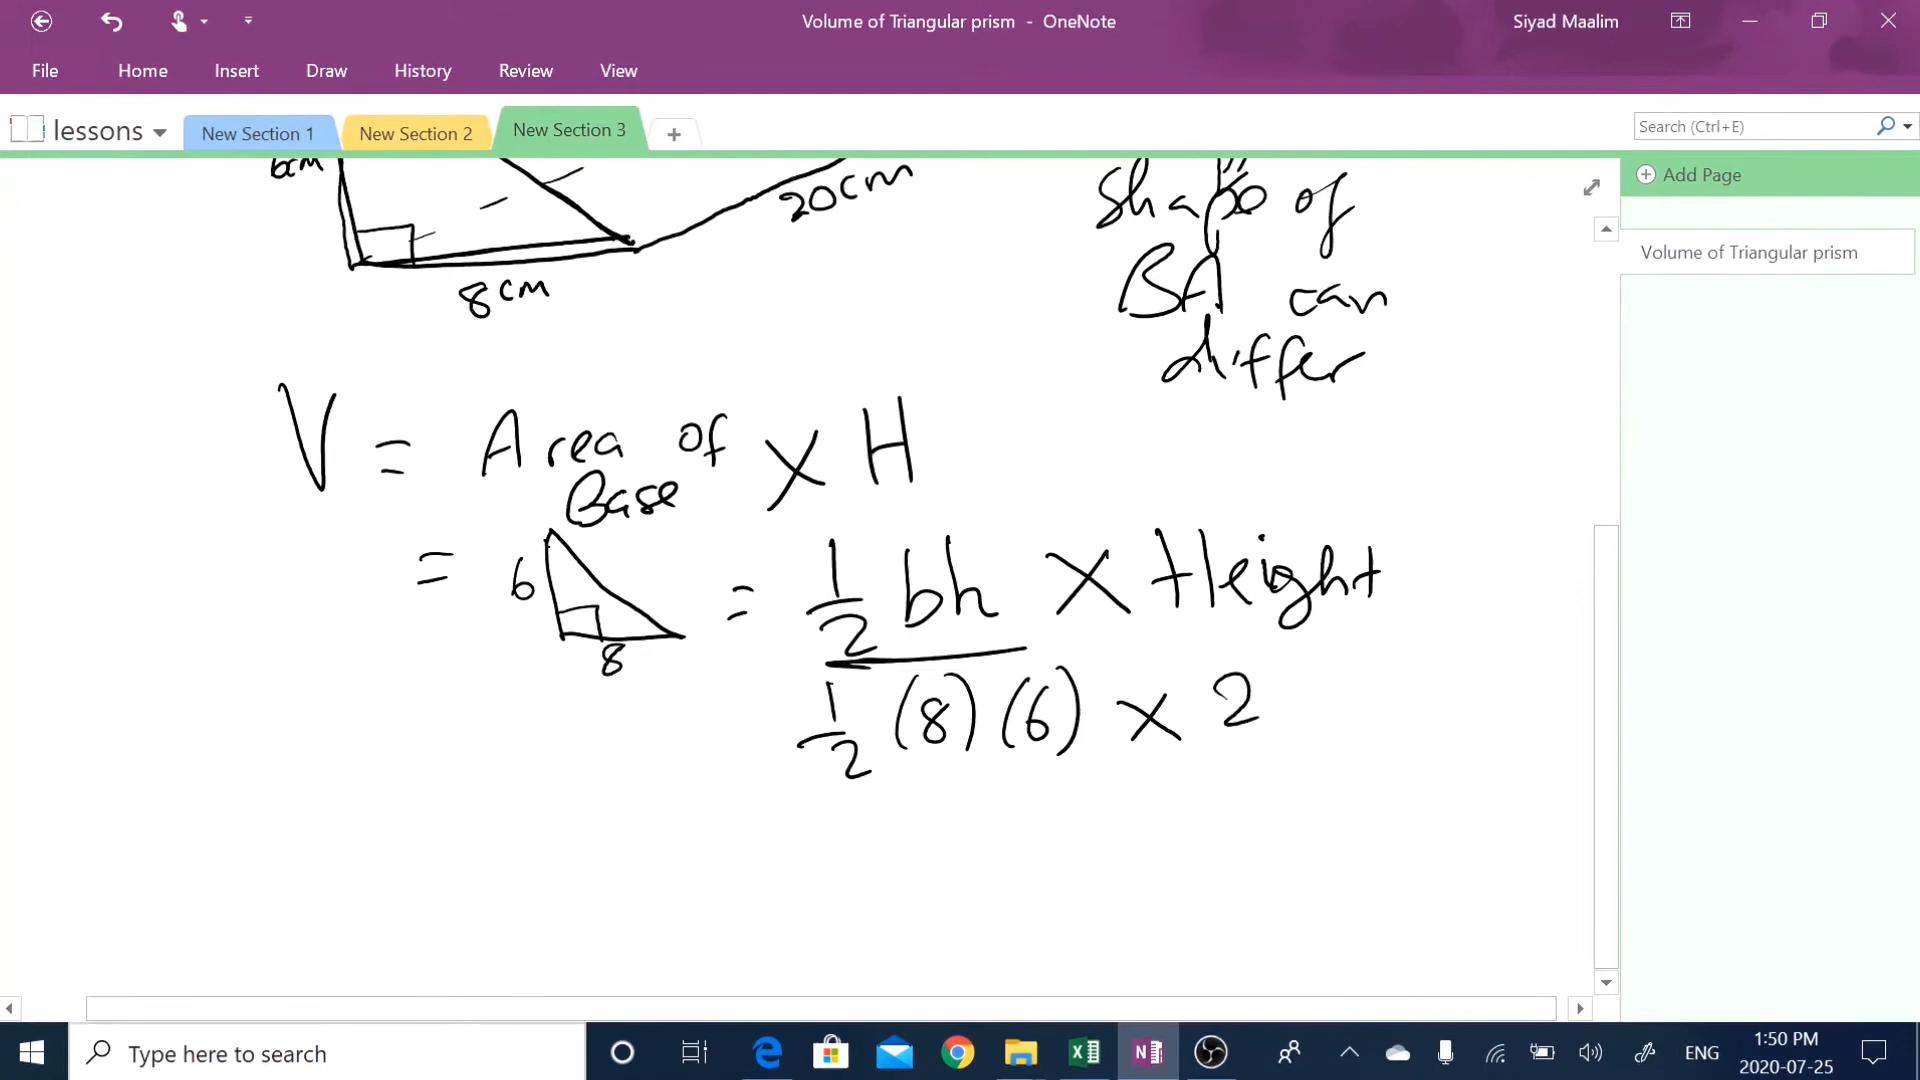 Volume of Triangular prism - OneNote
Siyad Maalim
File Home Insert Draw History Review View
lessons New Section 1 New Section 2 New Section 3 +
Search (Ctrl+E)
Add Page
Volume of Triangular prism
6cm
20cm
8cm
Shape of
BA can
differ
V = Area of Base × H
= 6 8 = 1/2 bh × Height
1/2 (8)(6) × 2
Type here to search
ENG
1:50 PM
2020-07-25